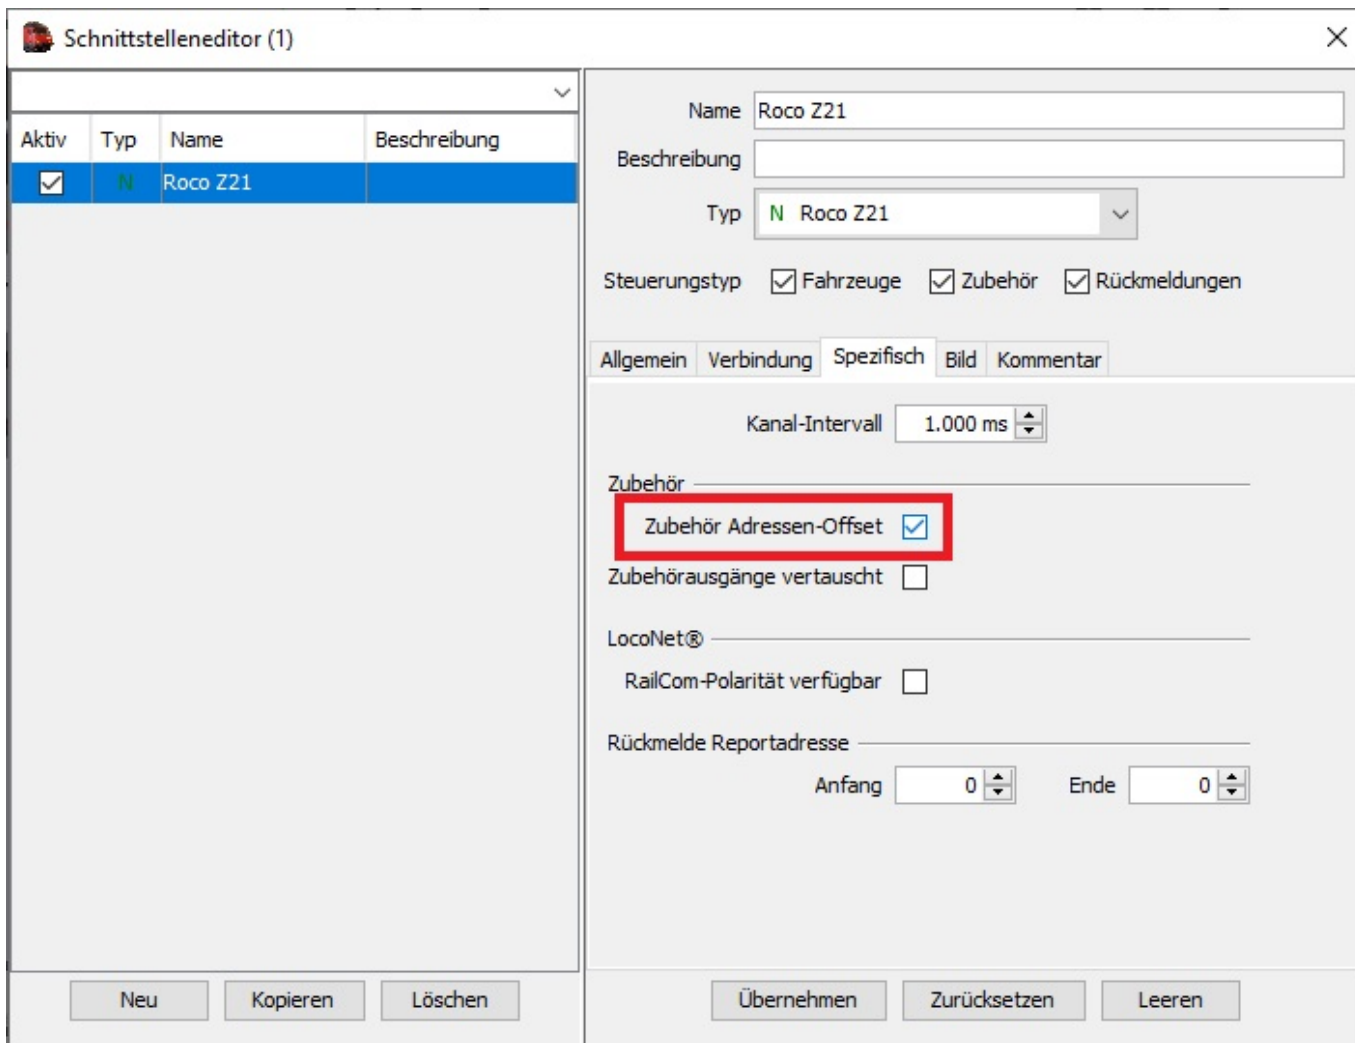 Schnittstelleneditor (1)
Aktiv Typ Name Beschreibung
N Roco Z21
Neu Kopieren Löschen
Name Roco Z21
Beschreibung
Typ N Roco Z21
Steuerungstyp Fahrzeuge Zubehör Rückmeldungen
Allgemein Verbindung Spezifisch Bild Kommentar
Kanal-Intervall 1.000 ms
Zubehör
Zubehör Adressen-Offset
Zubehörausgänge vertauscht
LocoNet®
RailCom-Polarität verfügbar
Rückmelde Reportadresse
Anfang 0 Ende 0
Übernehmen Zurücksetzen Leeren